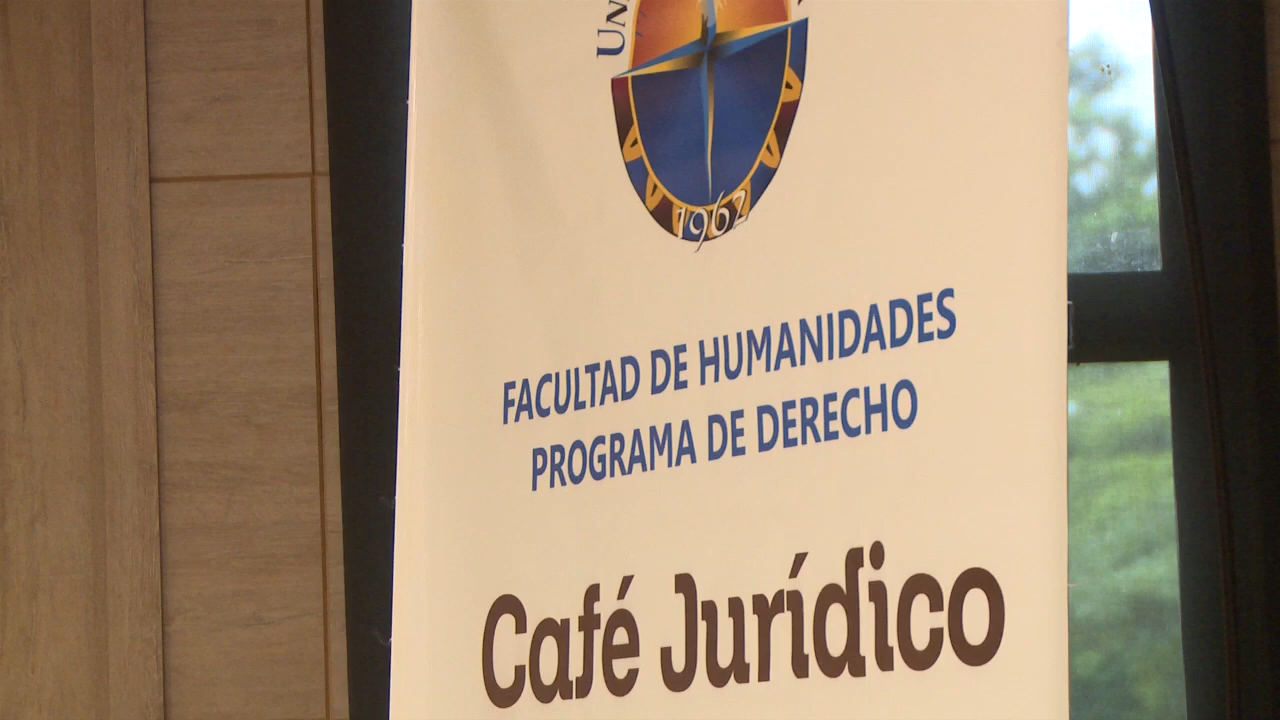 1962
FACULTAD DE HUMANIDADES
PROGRAMA DE DERECHO
Café Jurídico